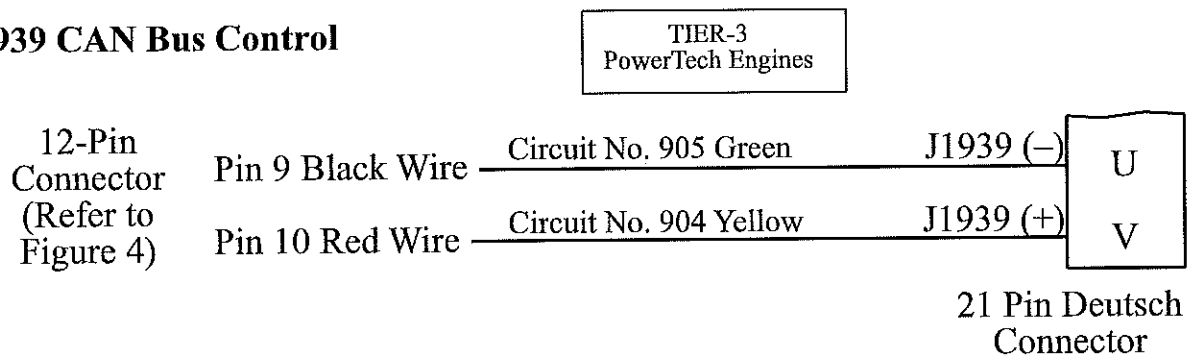 939 CAN Bus Control
TIER-3
PowerTech Engines
12-Pin
Connector
(Refer to
Figure 4)
Pin 9 Black Wire
Circuit No. 905 Green
J1939 (–)
U
Pin 10 Red Wire
Circuit No. 904 Yellow
J1939 (+)
V
21 Pin Deutsch
Connector